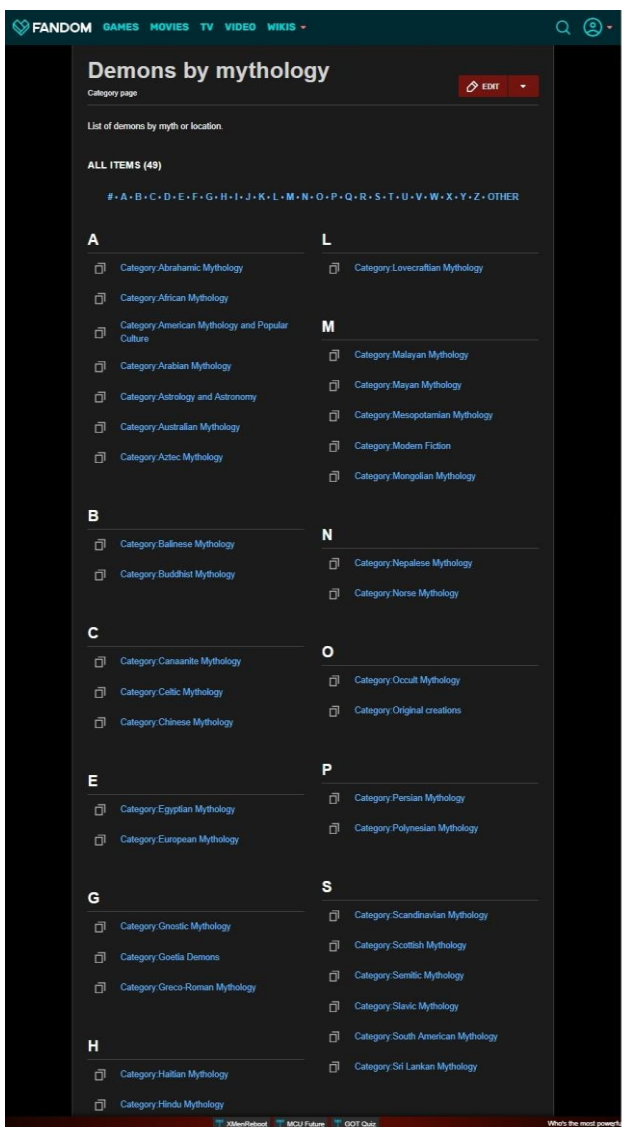 FANDOM GAMES MOVIES TV VIDEO WIKIS
Demons by mythology
Category page
EDIT
List of demons by myth or location.
ALL ITEMS (49)
# • A • B • C • D • E • F • G • H • I • J • K • L • M • N • O • P • Q • R • S • T • U • V • W • X • Y • Z • OTHER
A
Category:Abrahamic Mythology
Category:African Mythology
Category:American Mythology and Popular
Culture
Category:Arabian Mythology
Category:Astrology and Astronomy
Category:Australian Mythology
Category:Aztec Mythology
B
Category:Balinese Mythology
Category:Buddhist Mythology
C
Category:Canaanite Mythology
Category:Celtic Mythology
Category:Chinese Mythology
E
Category:Egyptian Mythology
Category:European Mythology
G
Category:Gnostic Mythology
Category:Goetia Demons
Category:Greco-Roman Mythology
H
Category:Haitian Mythology
Category:Hindu Mythology
L
Category:Lovecraftian Mythology
M
Category:Malayan Mythology
Category:Mayan Mythology
Category:Mesopotamian Mythology
Category:Modern Fiction
Category:Mongolian Mythology
N
Category:Nepalese Mythology
Category:Norse Mythology
O
Category:Occult Mythology
Category:Original creations
P
Category:Persian Mythology
Category:Polynesian Mythology
S
Category:Scandinavian Mythology
Category:Scottish Mythology
Category:Semitic Mythology
Category:Slavic Mythology
Category:South American Mythology
Category:Sri Lankan Mythology
XMenReboot MCU Future GOT Quiz Who's the most